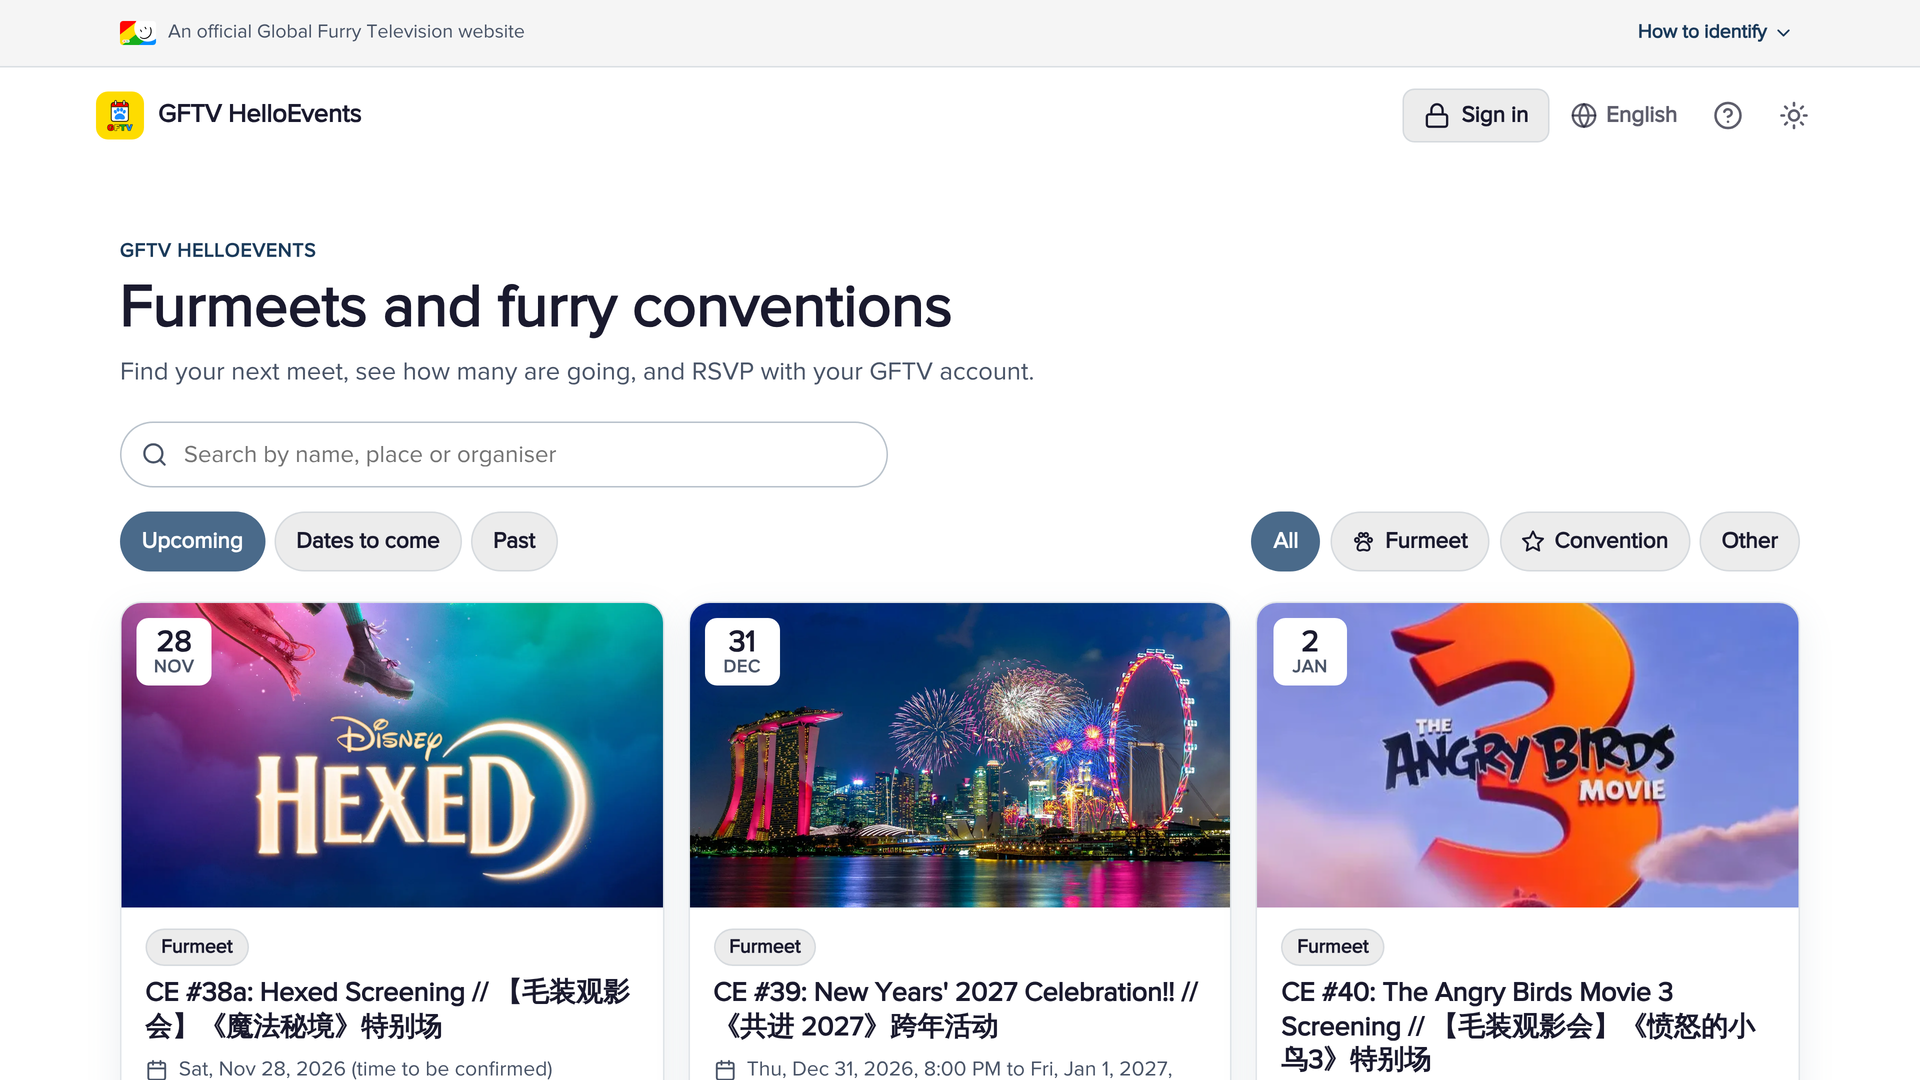 An official Global Furry Television website
How to identify
GFTV
GFTV HelloEvents
Sign in
English
GFTV HELLOEVENTS
Furmeets and furry conventions
Find your next meet, see how many are going, and RSVP with your GFTV account.
Search by name, place or organiser
Upcoming
Dates to come
Past
All
Furmeet
Convention
Other
28
NOV
DISNEY
HEXED
31
DEC
2
JAN
3
THE
ANGRY BIRDS
MOVIE
Furmeet
CE #38a: Hexed Screening // 【毛装观影
会】《魔法秘境》特别场
Sat, Nov 28, 2026 (time to be confirmed)
Furmeet
CE #39: New Years' 2027 Celebration!! //
《共进 2027》跨年活动
Thu, Dec 31, 2026, 8:00 PM to Fri, Jan 1, 2027,
Furmeet
CE #40: The Angry Birds Movie 3
Screening // 【毛装观影会】《愤怒的小
鸟3》特别场